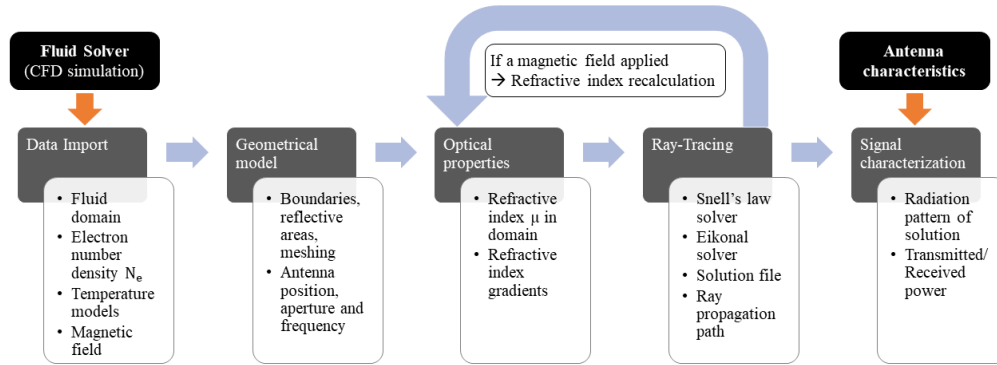 Fluid Solver
(CFD simulation)
If a magnetic field applied
→ Refractive index recalculation
Antenna
characteristics
Data Import
• Fluid
domain
• Electron
number
density Ne
• Temperature
models
• Magnetic
field
Geometrical
model
• Boundaries,
reflective
areas,
meshing
• Antenna
position,
aperture and
frequency
Optical
properties
• Refractive
index μ in
domain
• Refractive
index
gradients
Ray-Tracing
• Snell’s law
solver
• Eikonal
solver
• Solution file
• Ray
propagation
path
Signal
characterization
• Radiation
pattern of
solution
• Transmitted/
Received
power